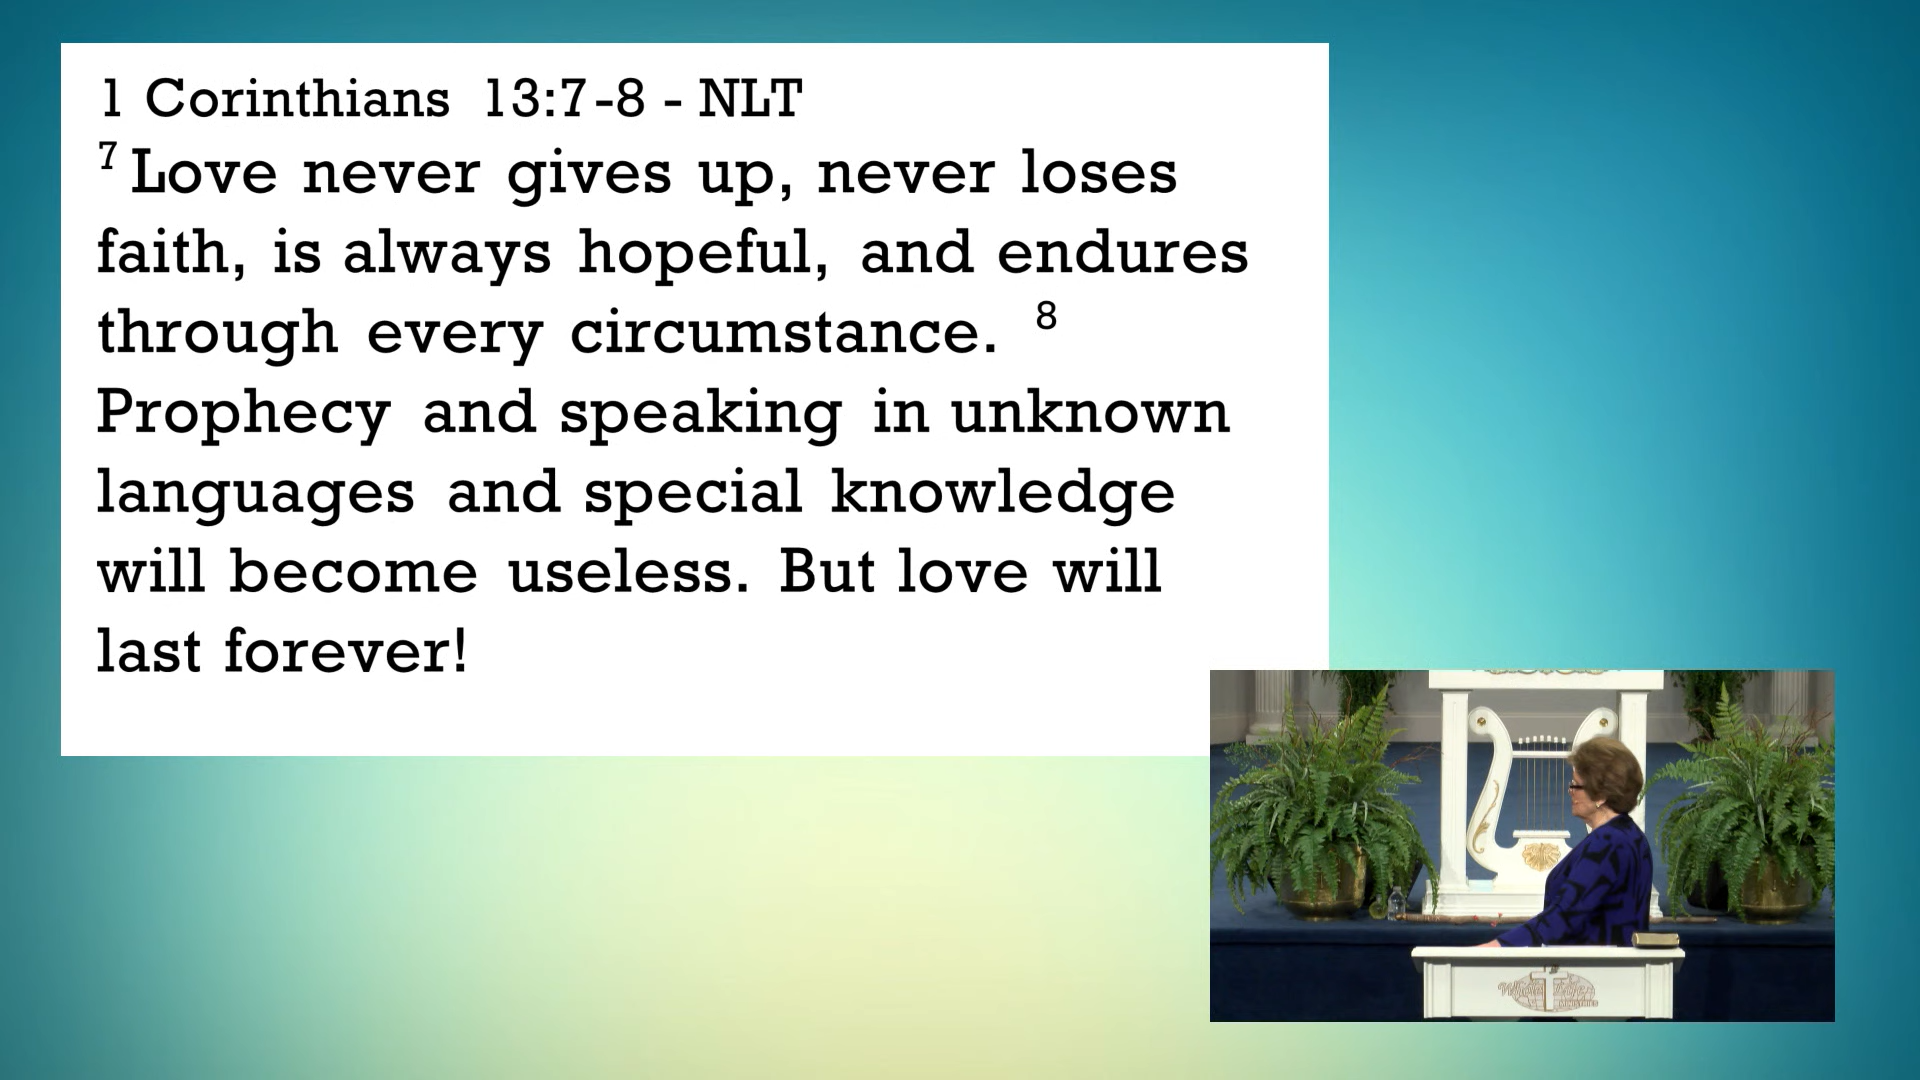 1 Corinthians 13:7-8 - NLT
7 Love never gives up, never loses
faith, is always hopeful, and endures
through every circumstance. 8
Prophecy and speaking in unknown
languages and special knowledge
will become useless. But love will
last forever!